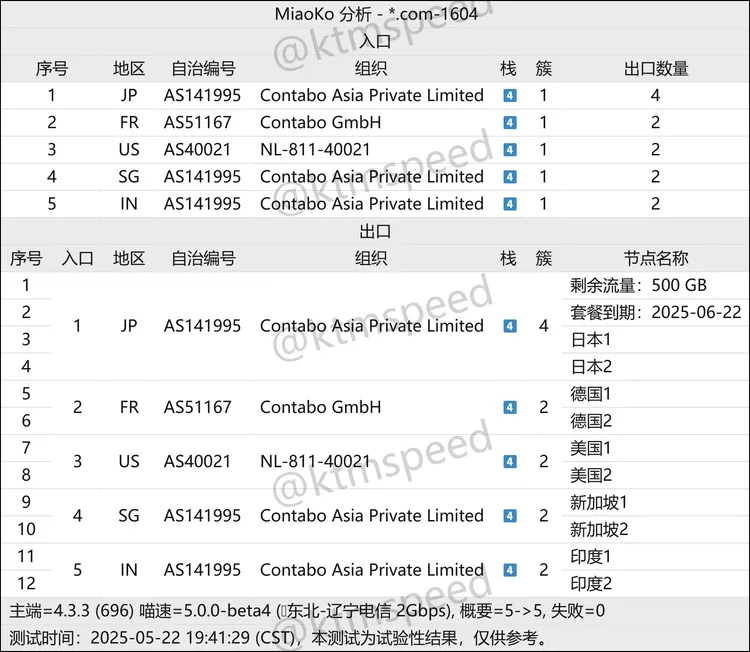 MiaoKo 分析 - *.com-1604
入口
序号 地区 自治编号 组织 栈 簇 出口数量
1 JP AS141995 Contabo Asia Private Limited 4 1 4
2 FR AS51167 Contabo GmbH 4 1 2
3 US AS40021 NL-811-40021 4 1 2
4 SG AS141995 Contabo Asia Private Limited 4 1 2
5 IN AS141995 Contabo Asia Private Limited 4 1 2
出口
序号 入口 地区 自治编号 组织 栈 簇 节点名称
1 剩余流量：500 GB
2 套餐到期：2025-06-22
1 JP AS141995 Contabo Asia Private Limited 4 4
3 日本1
4 日本2
5 德国1
2 FR AS51167 Contabo GmbH 4 2
6 德国2
7 美国1
3 US AS40021 NL-811-40021 4 2
8 美国2
9 新加坡1
4 SG AS141995 Contabo Asia Private Limited 4 2
10 新加坡2
11 印度1
5 IN AS141995 Contabo Asia Private Limited 4 2
12 印度2
主端=4.3.3 (696) 喵速=5.0.0-beta4 (东北-辽宁电信 2Gbps), 概要=5->5, 失败=0
测试时间：2025-05-22 19:41:29 (CST)，本测试为试验性结果，仅供参考。
@ktmspeed
@ktmspeed
@ktmspeed
@ktmspeed
@ktmspeed